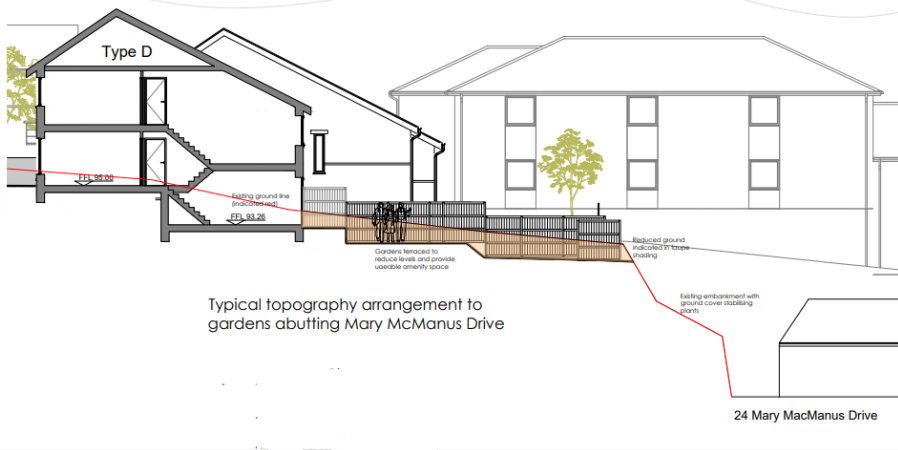 Type D
FFL 95.06
Existing ground line
(indicated red)
FFL 93.26
Gardens terraced to
reduce levels and provide
useable amenity space
Reduced ground
indicated in taupe
shading
Existing embankment with
ground cover stabilising
plants
Typical topography arrangement to
gardens abutting Mary McManus Drive
24 Mary MacManus Drive